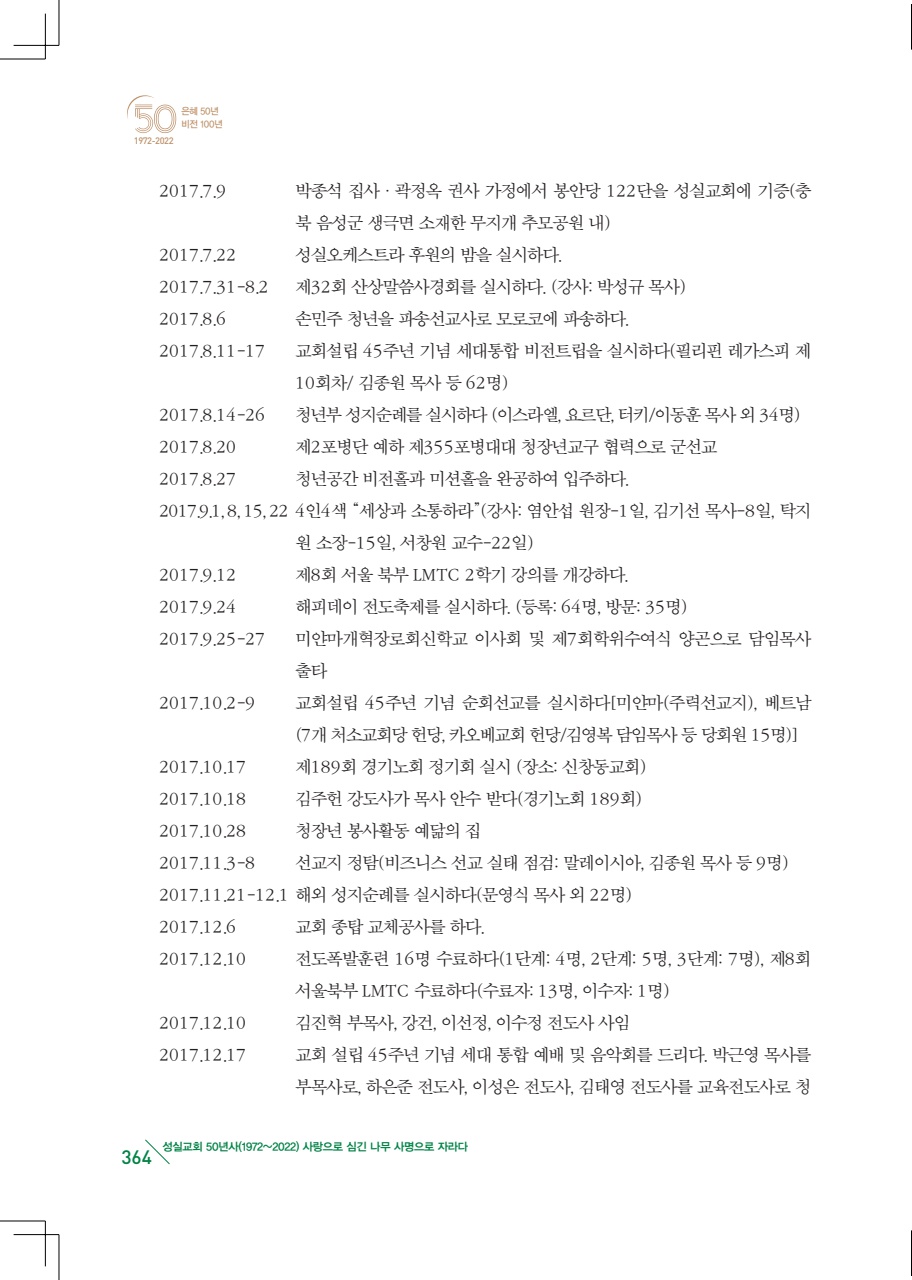 50 은혜 50년
비전 100년
1972-2022
2017.7.9 박종석 집사 · 곽정옥 권사 가정에서 봉안당 122단을 성실교회에 기증(충
북 음성군 생극면 소재한 무지개 추모공원 내)
2017.7.22 성실오케스트라 후원의 밤을 실시하다.
2017.7.31-8.2 제32회 산상말씀사경회를 실시하다. (강사: 박성규 목사)
2017.8.6 손민주 청년을 파송선교사로 모로코에 파송하다.
2017.8.11-17 교회설립 45주년 기념 세대통합 비전트립을 실시하다(필리핀 레가스피 제
10회차/ 김종원 목사 등 62명)
2017.8.14-26 청년부 성지순례를 실시하다 (이스라엘, 요르단, 터키/이동훈 목사 외 34명)
2017.8.20 제2포병단 예하 제355포병대대 청장년교구 협력으로 군선교
2017.8.27 청년공간 비전홀과 미션홀을 완공하여 입주하다.
2017.9.1, 8, 15, 22 4인4색 “세상과 소통하라”(강사: 염안섭 원장-1일, 김기선 목사-8일, 탁지
원 소장-15일, 서창원 교수-22일)
2017.9.12 제8회 서울 북부 LMTC 2학기 강의를 개강하다.
2017.9.24 해피데이 전도축제를 실시하다. (등록: 64명, 방문: 35명)
2017.9.25-27 미얀마개혁장로회신학교 이사회 및 제7회학위수여식 양곤으로 담임목사
출타
2017.10.2-9 교회설립 45주년 기념 순회선교를 실시하다[미얀마(주력선교지), 베트남
(7개 처소교회당 헌당, 카오베교회 헌당/김영복 담임목사 등 당회원 15명)]
2017.10.17 제189회 경기노회 정기회 실시 (장소: 신창동교회)
2017.10.18 김주헌 강도사가 목사 안수 받다(경기노회 189회)
2017.10.28 청장년 봉사활동 예닮의 집
2017.11.3-8 선교지 정탐(비즈니스 선교 실태 점검: 말레이시아, 김종원 목사 등 9명)
2017.11.21-12.1 해외 성지순례를 실시하다(문영식 목사 외 22명)
2017.12.6 교회 종탑 교체공사를 하다.
2017.12.10 전도폭발훈련 16명 수료하다(1단계: 4명, 2단계: 5명, 3단계: 7명), 제8회
서울북부 LMTC 수료하다(수료자: 13명, 이수자: 1명)
2017.12.10 김진혁 부목사, 강건, 이선정, 이수정 전도사 사임
2017.12.17 교회 설립 45주년 기념 세대 통합 예배 및 음악회를 드리다. 박근영 목사를
부목사로, 하은준 전도사, 이성은 전도사, 김태영 전도사를 교육전도사로 청
364 성실교회 50년사(1972~2022) 사랑으로 심긴 나무 사명으로 자라다